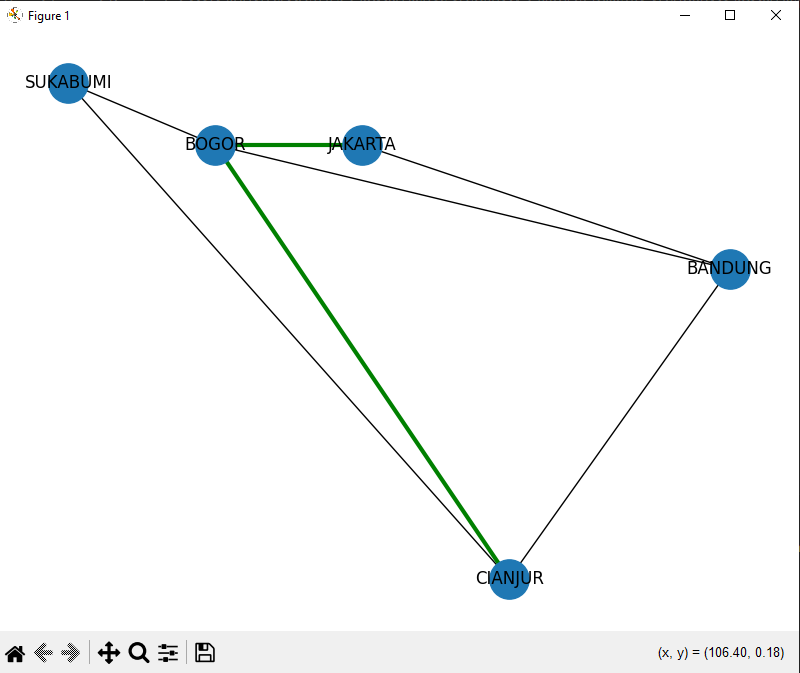 Figure 1
SUKABUMI
BOGOR
JAKARTA
BANDUNG
CIANJUR
(x, y) = (106.40, 0.18)